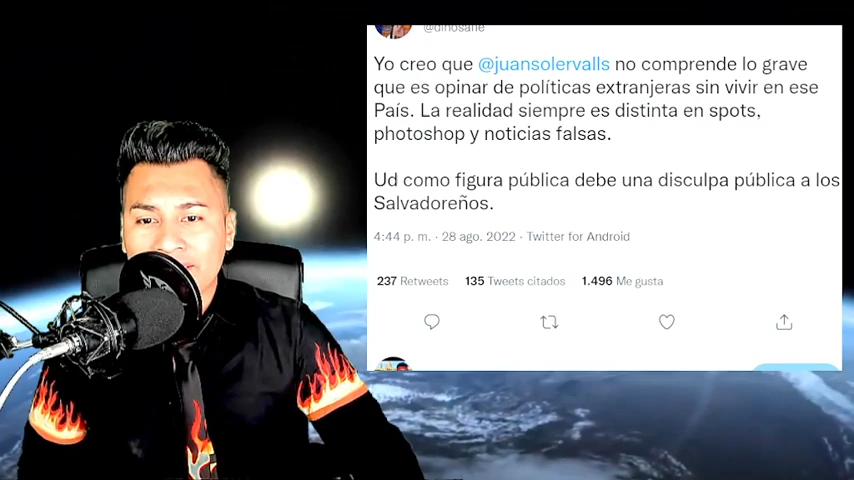 @dinosafie
Yo creo que @juansolervalls no comprende lo grave
que es opinar de políticas extranjeras sin vivir en ese
País. La realidad siempre es distinta en spots,
photoshop y noticias falsas.
Ud como figura pública debe una disculpa pública a los
Salvadoreños.
4:44 p. m. · 28 ago. 2022 · Twitter for Android
237 Retweets 135 Tweets citados 1.496 Me gusta